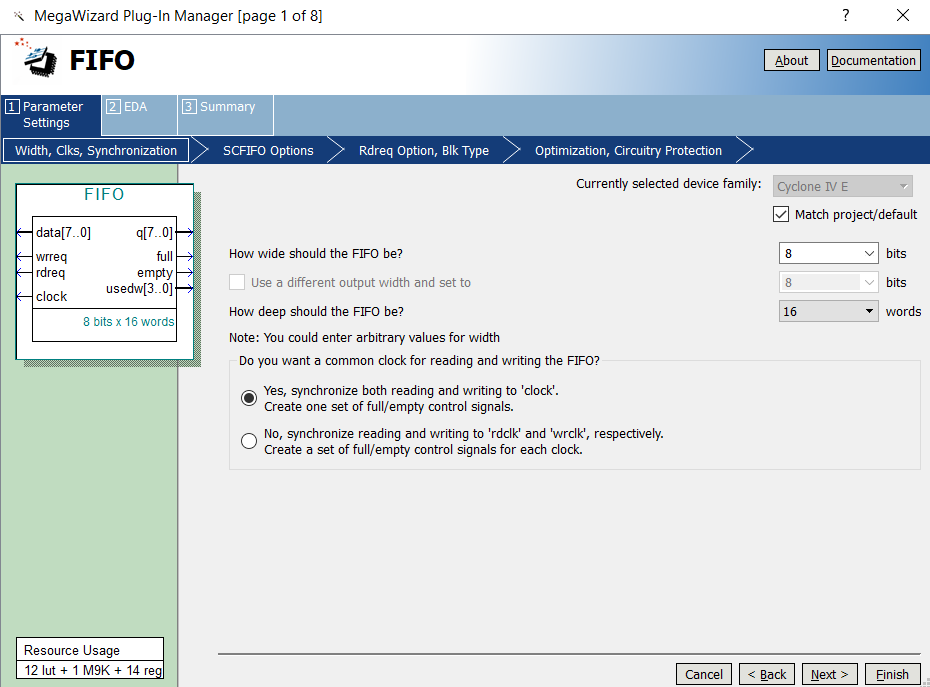 MegaWizard Plug-In Manager [page 1 of 8]
?
FIFO
About
Documentation
1 Parameter Settings
2 EDA
3 Summary
Width, Clks, Synchronization
SCFIFO Options
Rdreq Option, Blk Type
Optimization, Circuitry Protection
FIFO
data[7..0] q[7..0]
wrreq full
rdreq empty
usedw[3..0]
clock
8 bits x 16 words
Currently selected device family: Cyclone IV E
Match project/default
How wide should the FIFO be? 8 bits
Use a different output width and set to 8 bits
How deep should the FIFO be? 16 words
Note: You could enter arbitrary values for width
Do you want a common clock for reading and writing the FIFO?
Yes, synchronize both reading and writing to 'clock'.
Create one set of full/empty control signals.
No, synchronize reading and writing to 'rdclk' and 'wrclk', respectively.
Create a set of full/empty control signals for each clock.
Resource Usage
12 lut + 1 M9K + 14 reg
Cancel
< Back
Next >
Finish